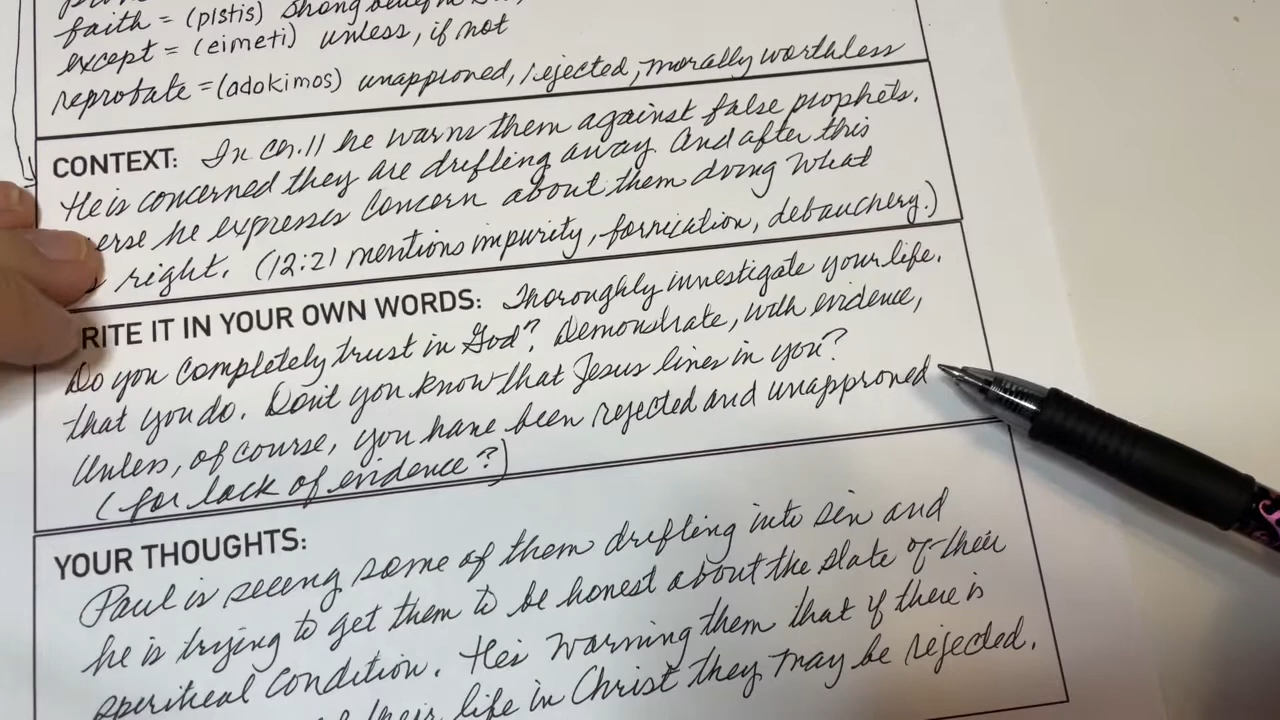 faith = (pistis) strong belief
except = (eimeti) unless, if not
reprobate = (adokimos) unapproved, rejected, morally worthless
CONTEXT: In ch. 11 he warns them against false prophets.
He is concerned they are drifting away. And after this
erse he expresses concern about them doing what
s right. (12:21 mentions impurity, fornication, debauchery.)
RITE IT IN YOUR OWN WORDS: Thoroughly investigate your life.
Do you completely trust in God? Demonstrate, with evidence,
that you do. Don't you know that Jesus lives in you?
Unless, of course, you have been rejected and unapproved
(for lack of evidence?)
YOUR THOUGHTS:
Paul is seeing some of them drifting into sin and
he is trying to get them to be honest about the state of their
spiritual condition. He's warning them that if there is
their life in Christ they may be rejected.